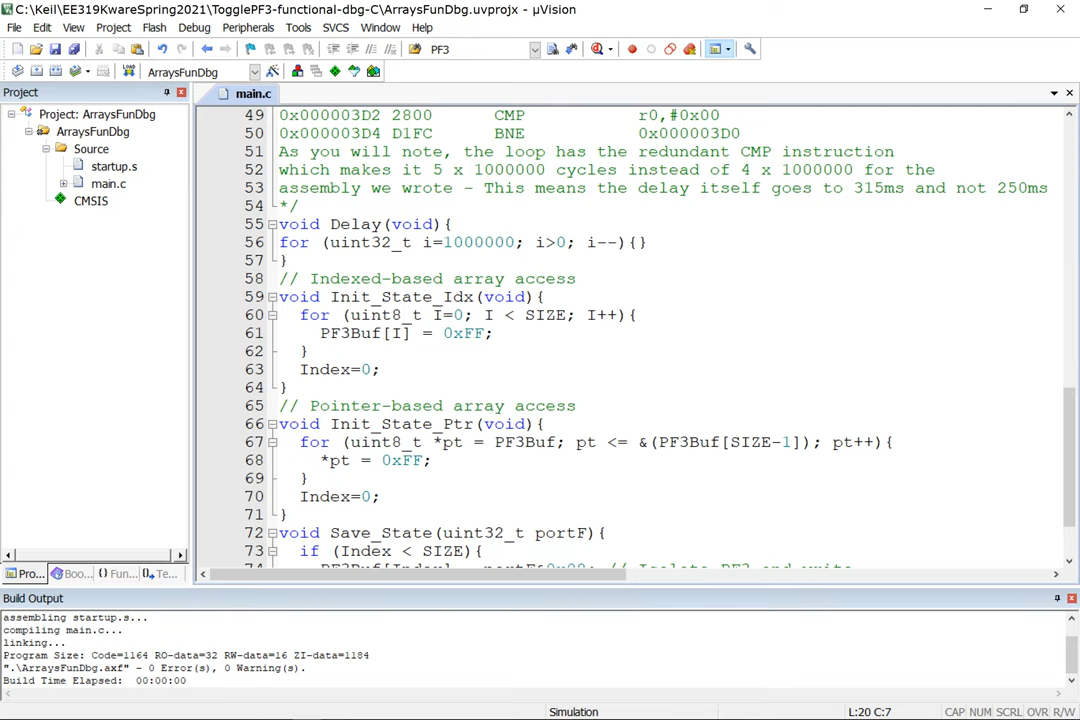 C:\Keil\EE319KwareSpring2021\TogglePF3-functional-dbg-C\ArraysFunDbg.uvprojx - µVision
File Edit View Project Flash Debug Peripherals Tools SVCS Window Help
PF3
ArraysFunDbg
Project
main.c
Project: ArraysFunDbg
ArraysFunDbg
Source
startup.s
main.c
CMSIS
49 0x000003D2 2800 CMP r0,#0x00
50 0x000003D4 D1FC BNE 0x000003D0
51 As you will note, the loop has the redundant CMP instruction
52 which makes it 5 x 1000000 cycles instead of 4 x 1000000 for the
53 assembly we wrote - This means the delay itself goes to 315ms and not 250ms
54 */
55 void Delay(void){
56 for (uint32_t i=1000000; i>0; i--){}
57 }
58 // Indexed-based array access
59 void Init_State_Idx(void){
60 for (uint8_t I=0; I < SIZE; I++){
61 PF3Buf[I] = 0xFF;
62 }
63 Index=0;
64 }
65 // Pointer-based array access
66 void Init_State_Ptr(void){
67 for (uint8_t *pt = PF3Buf; pt <= &(PF3Buf[SIZE-1]); pt++){
68 *pt = 0xFF;
69 }
70 Index=0;
71 }
72 void Save_State(uint32_t portF){
73 if (Index < SIZE){
Pro... Boo... {} Fun... Te...
Build Output
assembling startup.s...
compiling main.c...
linking...
Program Size: Code=1164 RO-data=32 RW-data=16 ZI-data=1184
".\ArraysFunDbg.axf" - 0 Error(s), 0 Warning(s).
Build Time Elapsed: 00:00:00
Simulation
L:20 C:7
CAP NUM SCRL OVR R/W